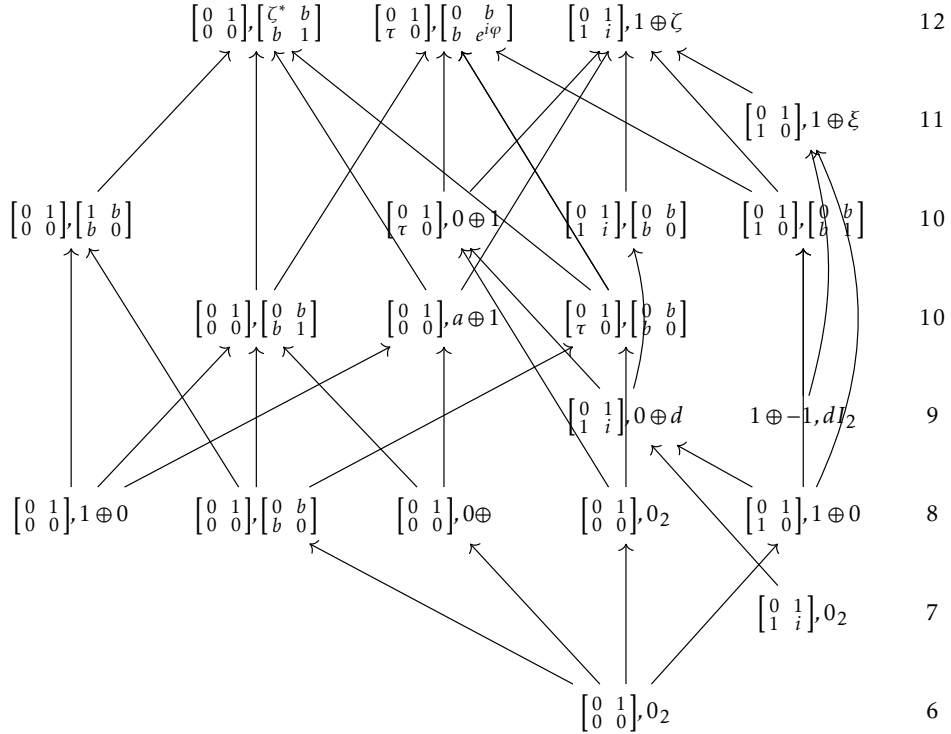 [0 1; 0 0], [ζ* b; b 1] [0 1; τ 0], [0 b; b e^{iφ}] [0 1; 1 i], 1 ⊕ ζ 12
[0 1; 1 0], 1 ⊕ ξ 11
[0 1; 0 0], [1 b; b 0] [0 1; τ 0], 0 ⊕ 1 [0 1; 1 i], [0 b; b 0] [0 1; 1 0], [0 b; b 1] 10
[0 1; 0 0], [0 b; b 1] [0 1; 0 0], a ⊕ 1 [0 1; τ 0], [0 b; b 0] 10
[0 1; 1 i], 0 ⊕ d 1 ⊕ −1, dI₂ 9
[0 1; 0 0], 1 ⊕ 0 [0 1; 0 0], [0 b; b 0] [0 1; 0 0], 0⊕ [0 1; 0 0], 0₂ [0 1; 1 0], 1 ⊕ 0 8
[0 1; 1 i], 0₂ 7
[0 1; 0 0], 0₂ 6